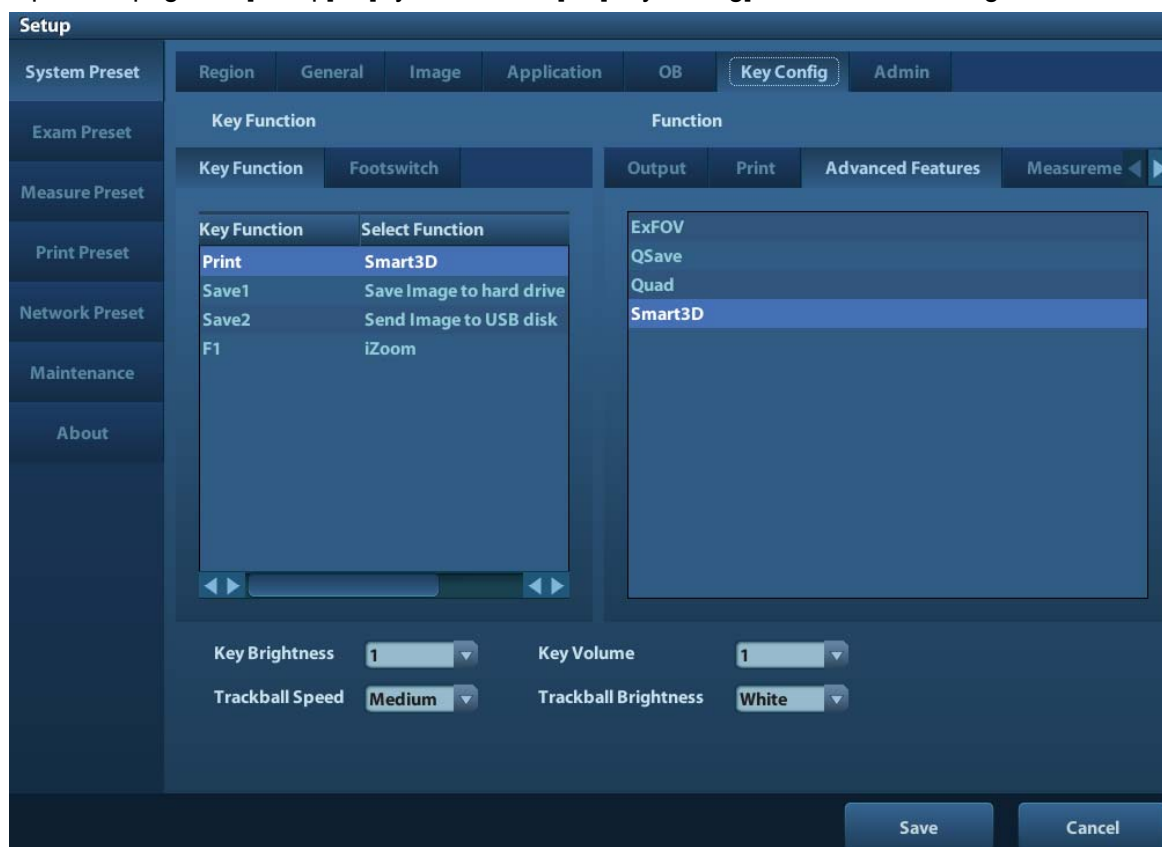 Setup
System Preset
Exam Preset
Measure Preset
Print Preset
Network Preset
Maintenance
About
Region General Image Application OB Key Config Admin
Key Function Function
Key Function Footswitch
Output Print Advanced Features Measureme
Key Function Select Function
Print Smart3D
Save1 Save Image to hard drive
Save2 Send Image to USB disk
F1 iZoom
ExFOV
QSave
Quad
Smart3D
Key Brightness 1 Key Volume 1
Trackball Speed Medium Trackball Brightness White
Save Cancel